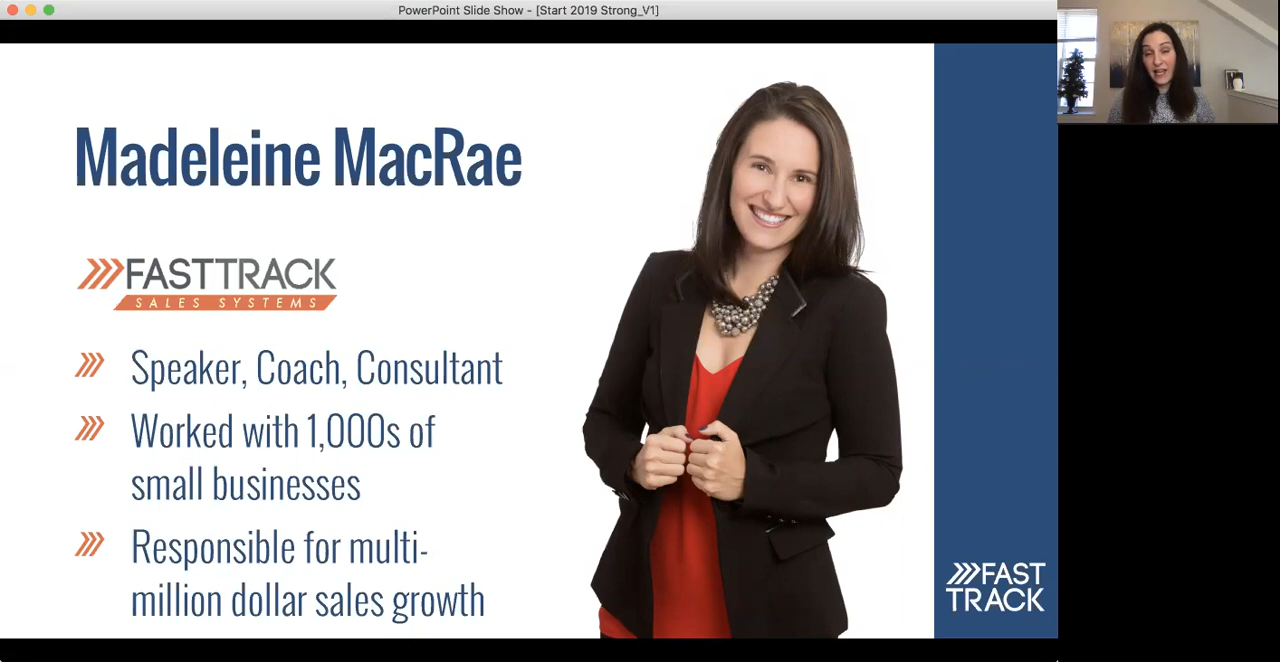 PowerPoint Slide Show - [Start 2019 Strong_V1]
Madeleine MacRae
FASTTRACK
SALES SYSTEMS
Speaker, Coach, Consultant
Worked with 1,000s of
small businesses
Responsible for multi-
million dollar sales growth
FAST
TRACK